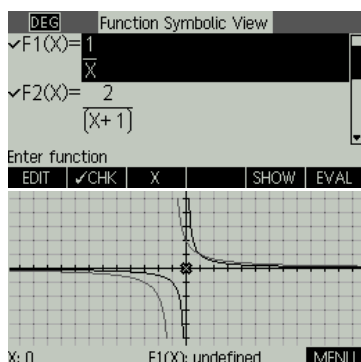 DEG Function Symbolic View
✓F1(X)= 1
X
✓F2(X)= 2
(X+1)
Enter function
EDIT ✓CHK X SHOW EVAL
X: 0 F1(X): undefined MENU